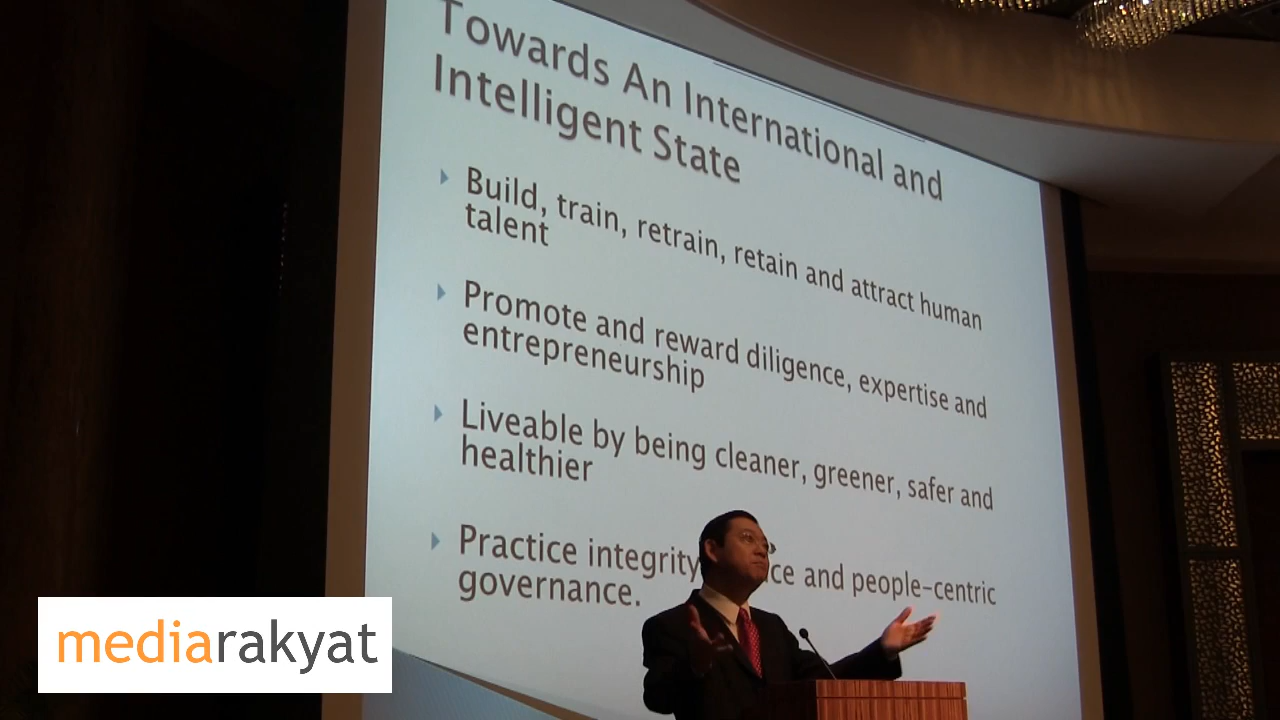 Towards An International and
Intelligent State
Build, train, retrain, retain and attract human
talent
Promote and reward diligence, expertise and
entrepreneurship
Liveable by being cleaner, greener, safer and
healthier
Practice integrity and people-centric
governance.
mediarakyat